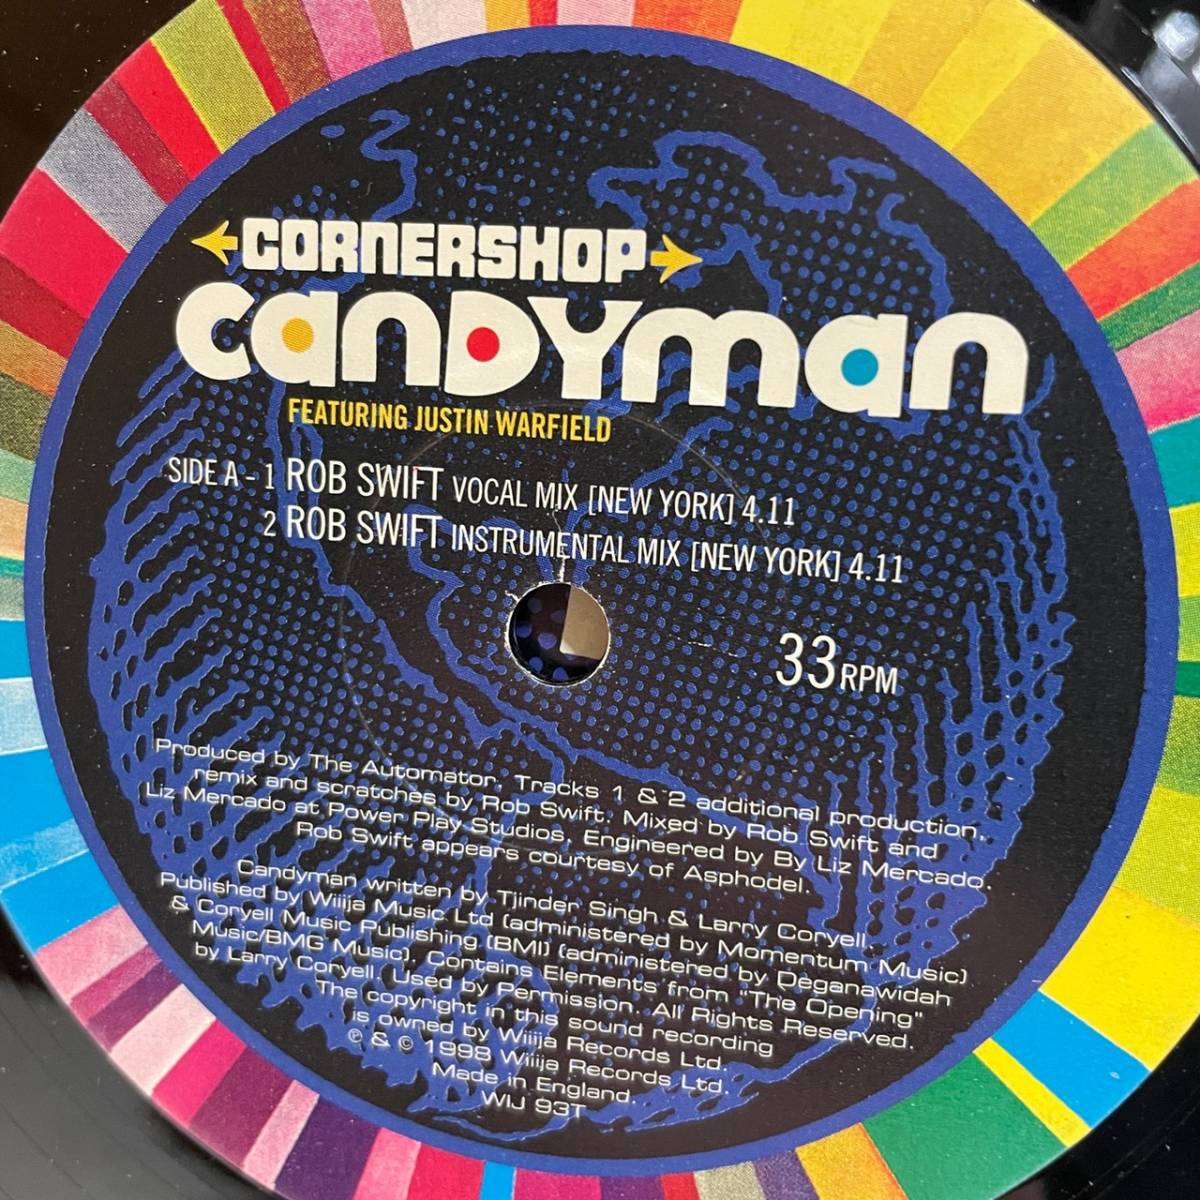 CORNERSHOP
CANDYMAN
FEATURING JUSTIN WARFIELD
SIDE A - 1 ROB SWIFT VOCAL MIX [NEW YORK] 4.11
2 ROB SWIFT INSTRUMENTAL MIX [NEW YORK] 4.11
33RPM
Produced by The Automator. Tracks 1 & 2 additional production,
remix and scratches by Rob Swift. Mixed by Rob Swift and
Liz Mercado at Power Play Studios. Engineered by By Liz Mercado.
Rob Swift appears courtesy of Asphodel.
Candyman written by Tjinder Singh & Larry Coryell.
Published by Wiiija Music Ltd (administered by Momentum Music)
& Coryell Music Publishing (BMI) (administered by Deganawidah
Music/BMG Music). Contains Elements from "The Opening"
by Larry Coryell. Used by Permission. All Rights Reserved.
The copyright in this sound recording
is owned by Wiiija Records Ltd.
℗ & © 1998 Wiiija Records Ltd.
Made in England.
WIJ 93T